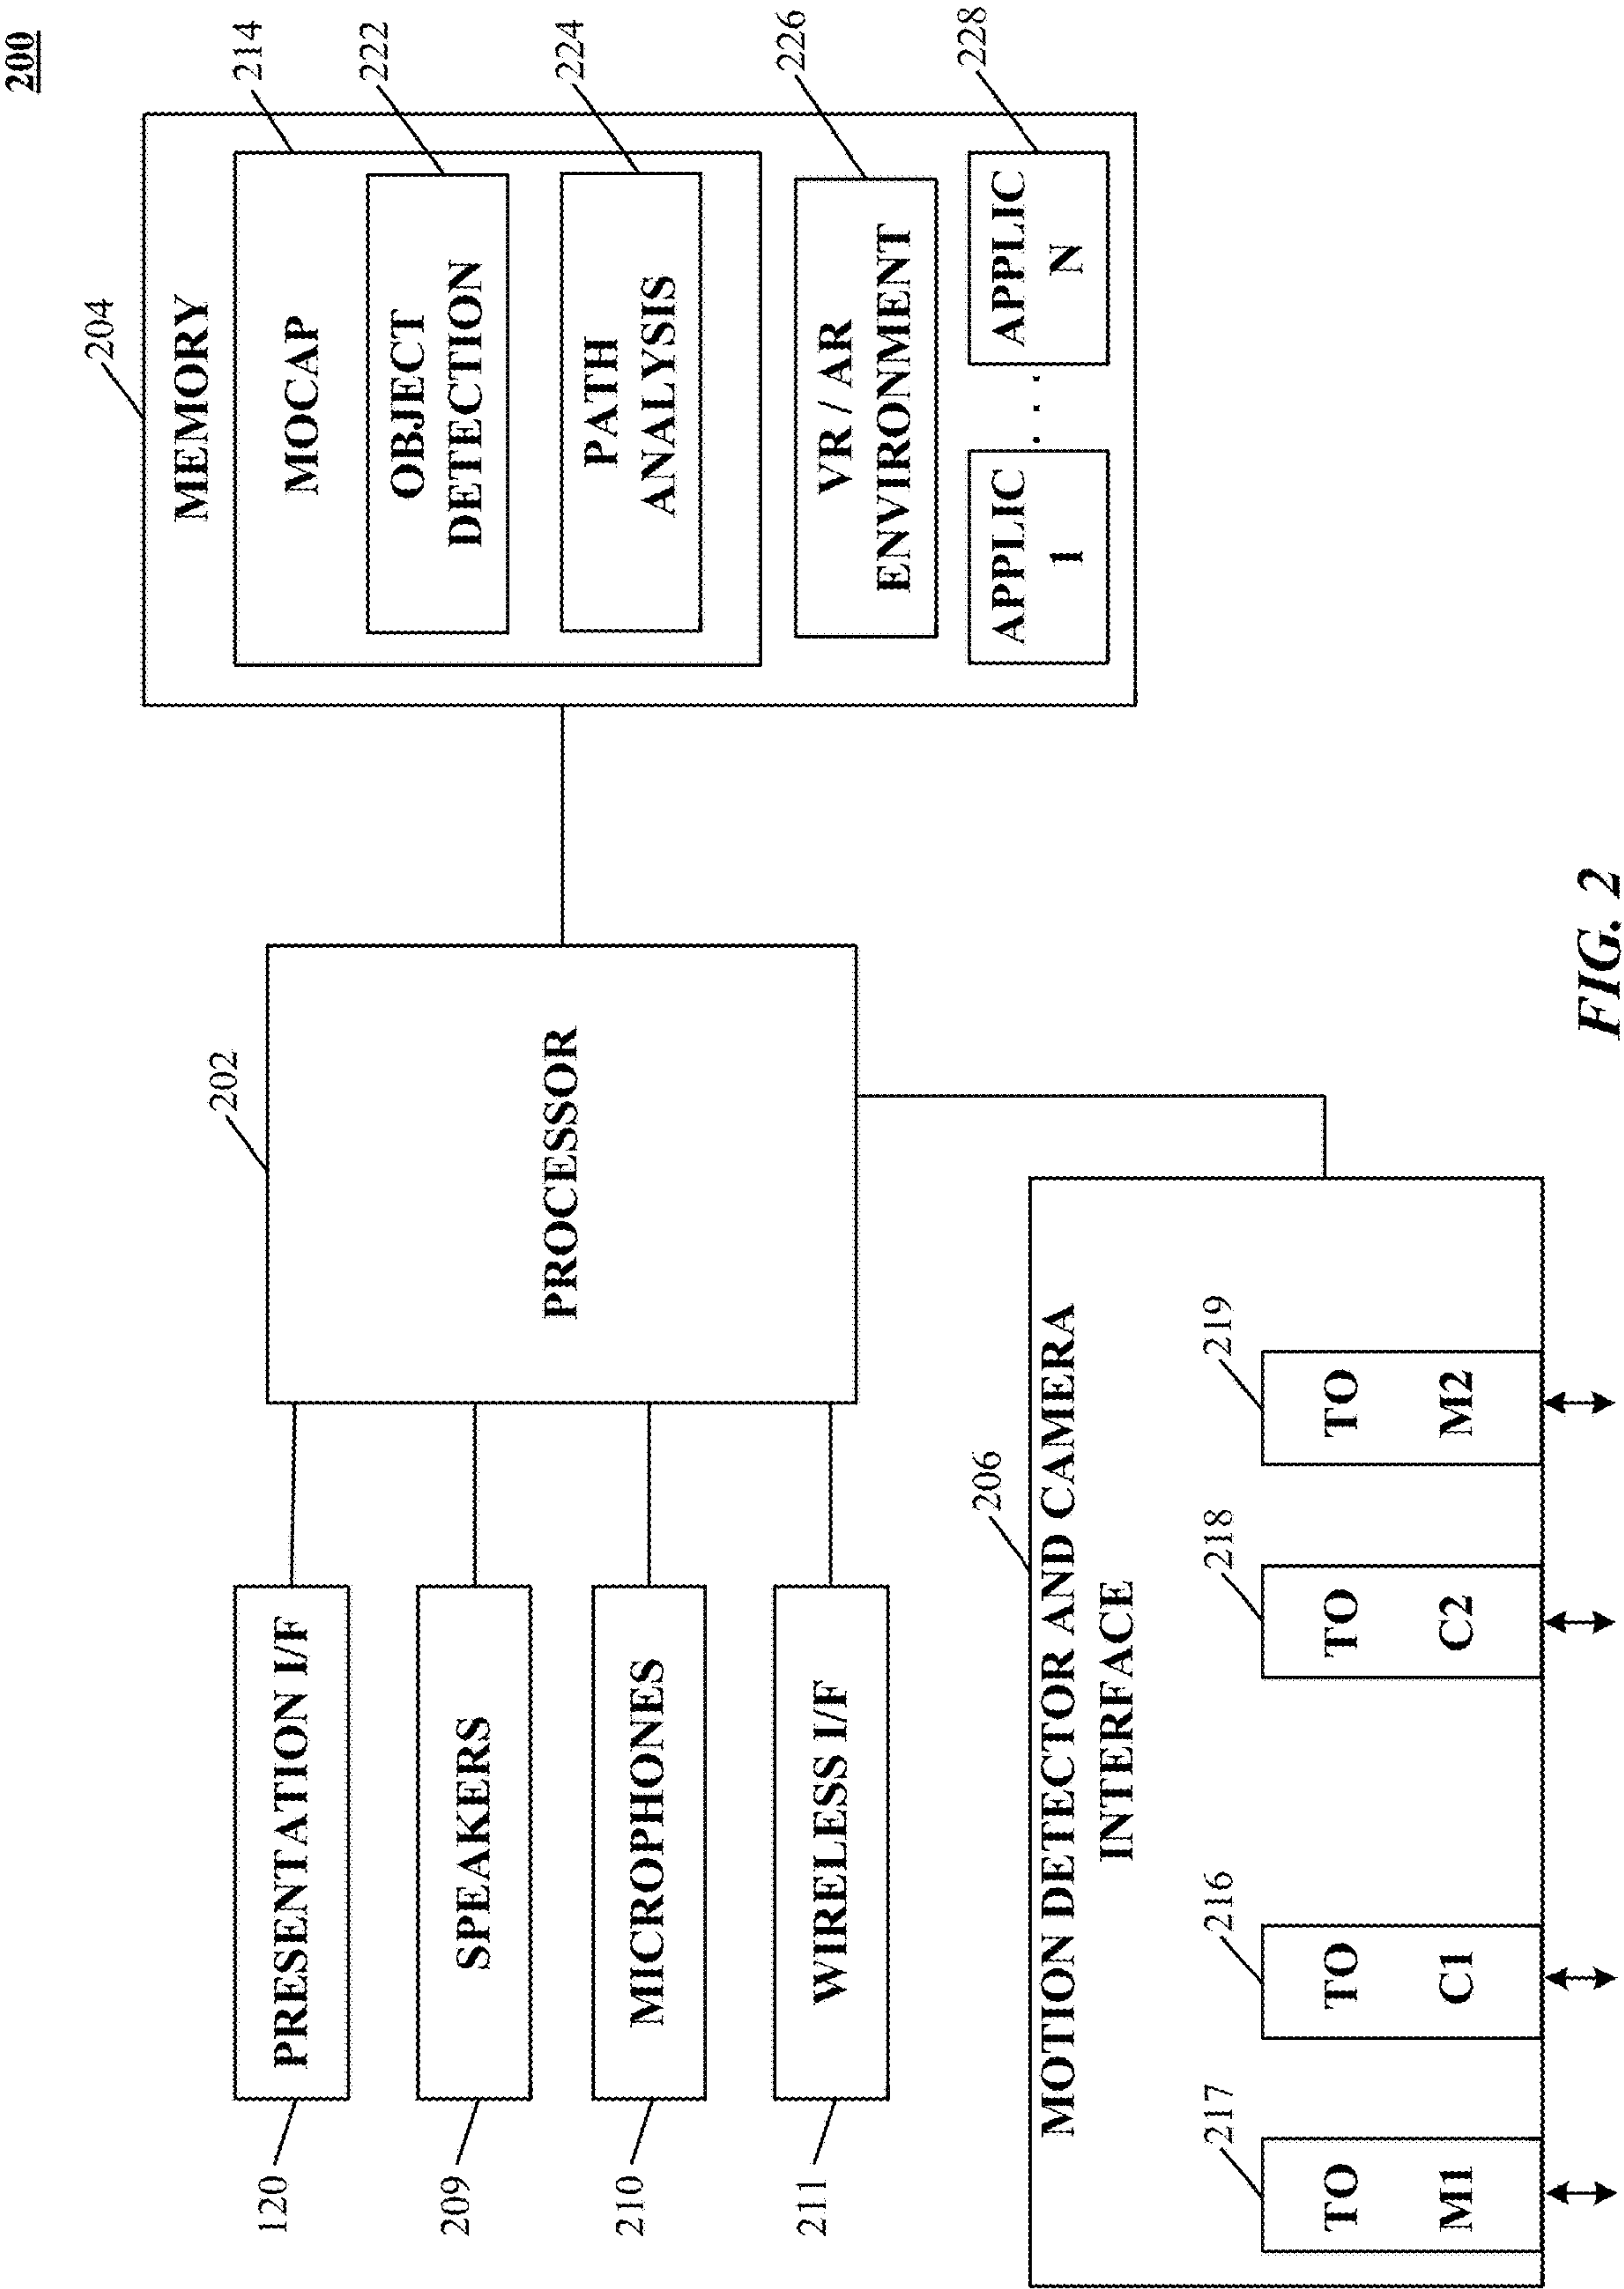 200
204
MEMORY
214
MOCAP
222
OBJECT
DETECTION
224
PATH
ANALYSIS
226
VR / AR
ENVIRONMENT
228
APPLIC
1
. . .
APPLIC
N
202
PROCESSOR
120
PRESENTATION I/F
209
SPEAKERS
210
MICROPHONES
211
WIRELESS I/F
206
MOTION DETECTOR AND CAMERA
INTERFACE
217
TO
M1
216
TO
C1
218
TO
C2
219
TO
M2
FIG. 2